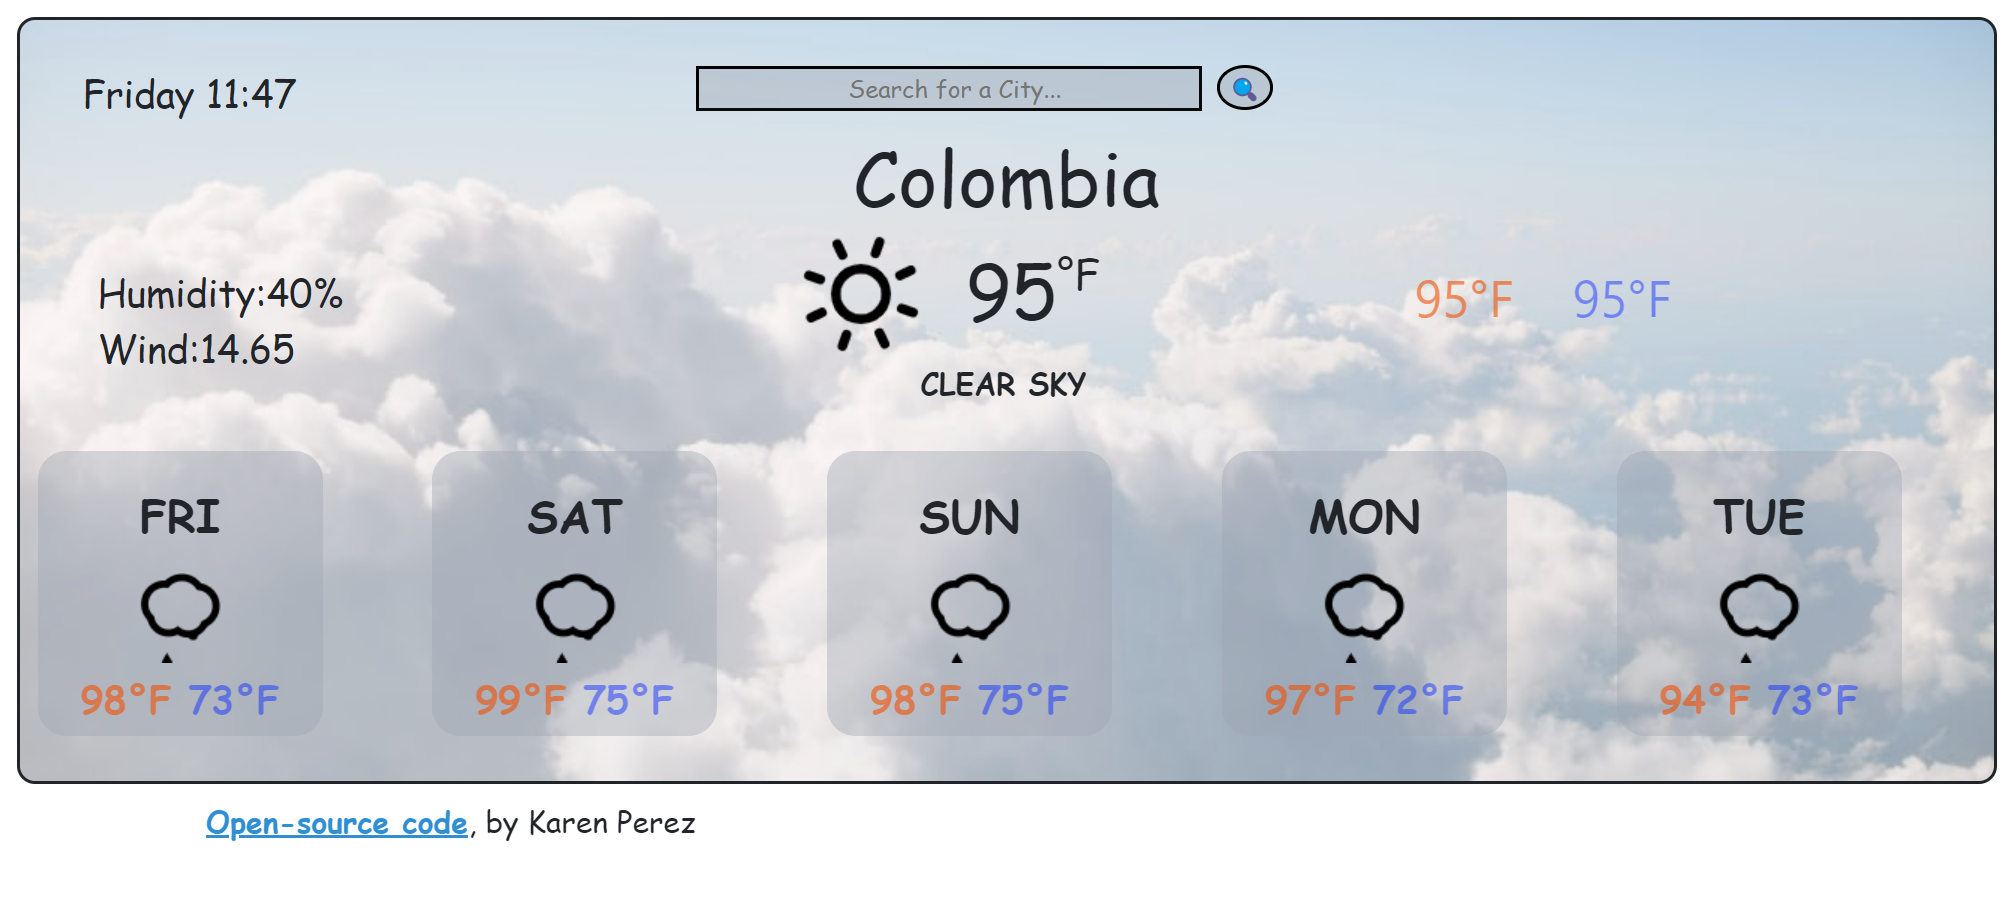 Friday 11:47
Search for a City...
Colombia
Humidity:40%
Wind:14.65
95°F
CLEAR SKY
95°F 95°F
FRI
98°F 73°F
SAT
99°F 75°F
SUN
98°F 75°F
MON
97°F 72°F
TUE
94°F 73°F
Open-source code, by Karen Perez